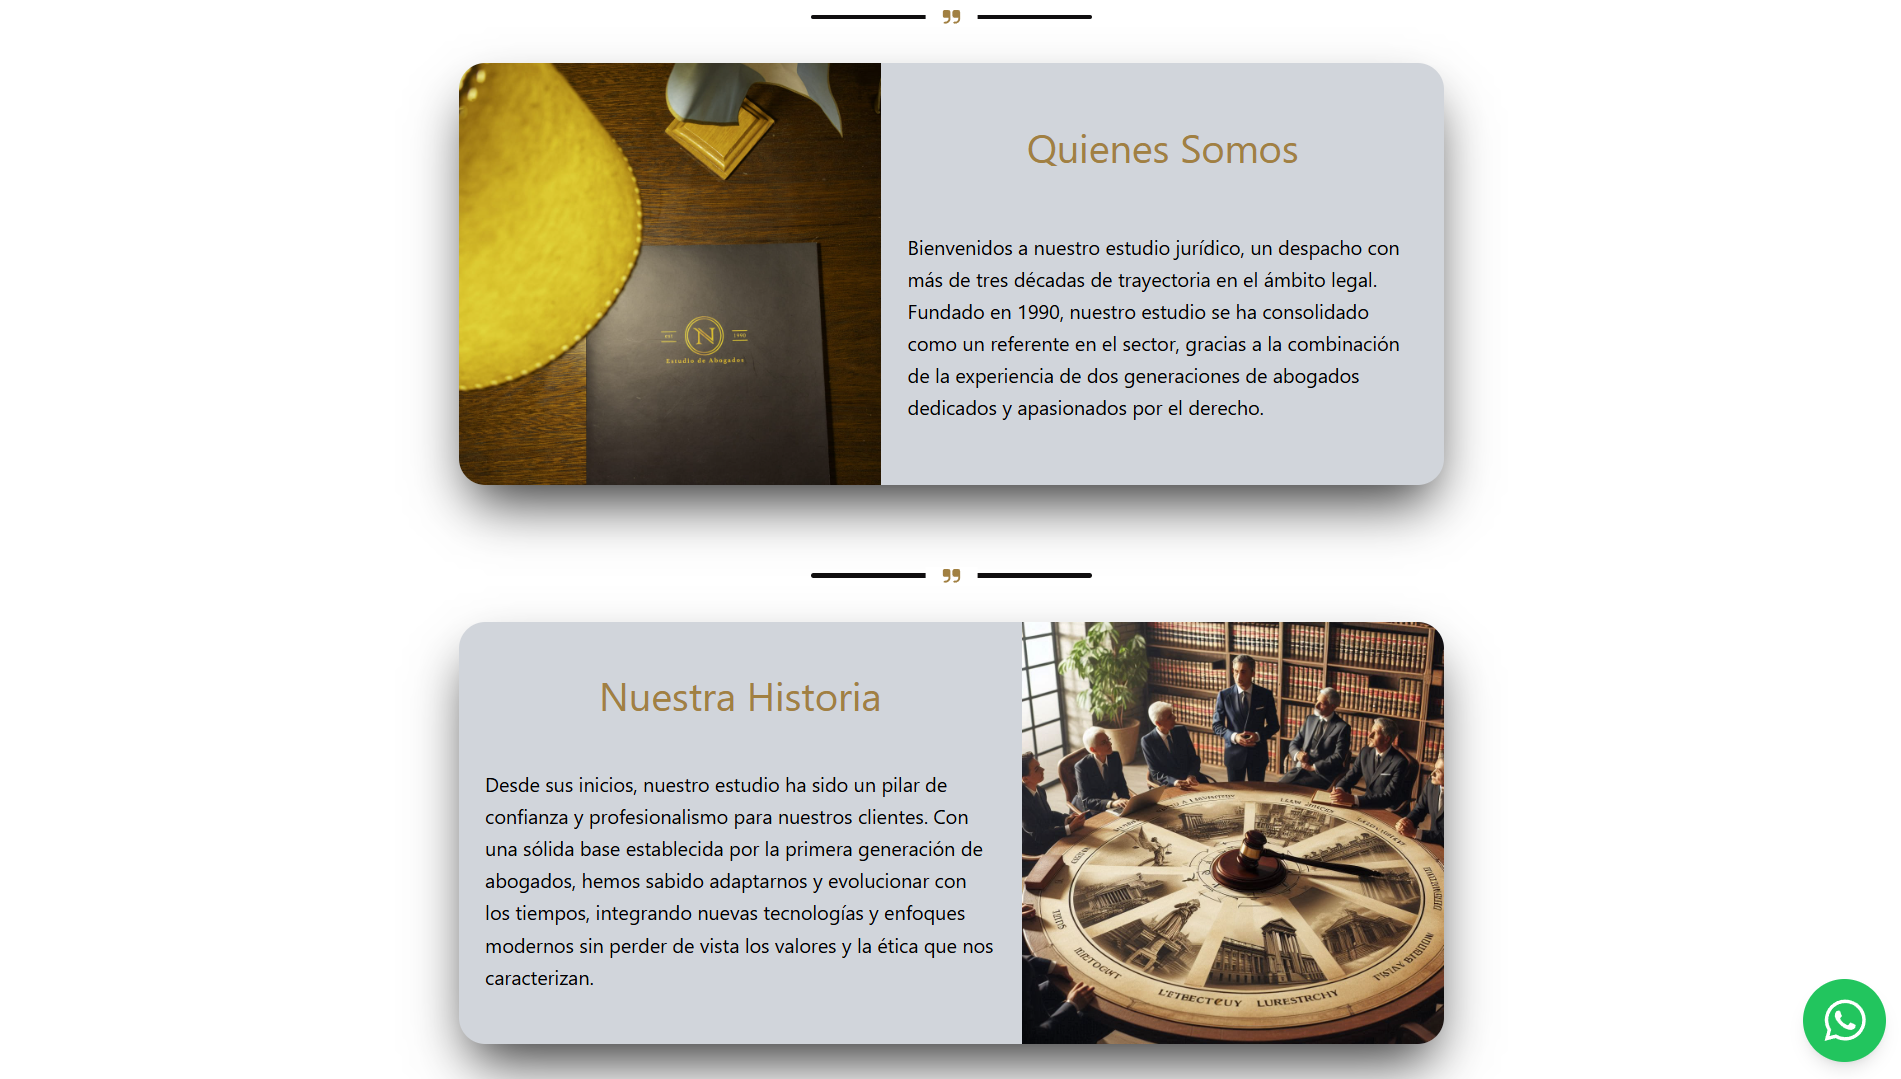 Quienes Somos
Bienvenidos a nuestro estudio jurídico, un despacho con
más de tres décadas de trayectoria en el ámbito legal.
Fundado en 1990, nuestro estudio se ha consolidado
como un referente en el sector, gracias a la combinación
de la experiencia de dos generaciones de abogados
dedicados y apasionados por el derecho.
N
1990
Estudio de Abogados
Nuestra Historia
Desde sus inicios, nuestro estudio ha sido un pilar de
confianza y profesionalismo para nuestros clientes. Con
una sólida base establecida por la primera generación de
abogados, hemos sabido adaptarnos y evolucionar con
los tiempos, integrando nuevas tecnologías y enfoques
modernos sin perder de vista los valores y la ética que nos
caracterizan.